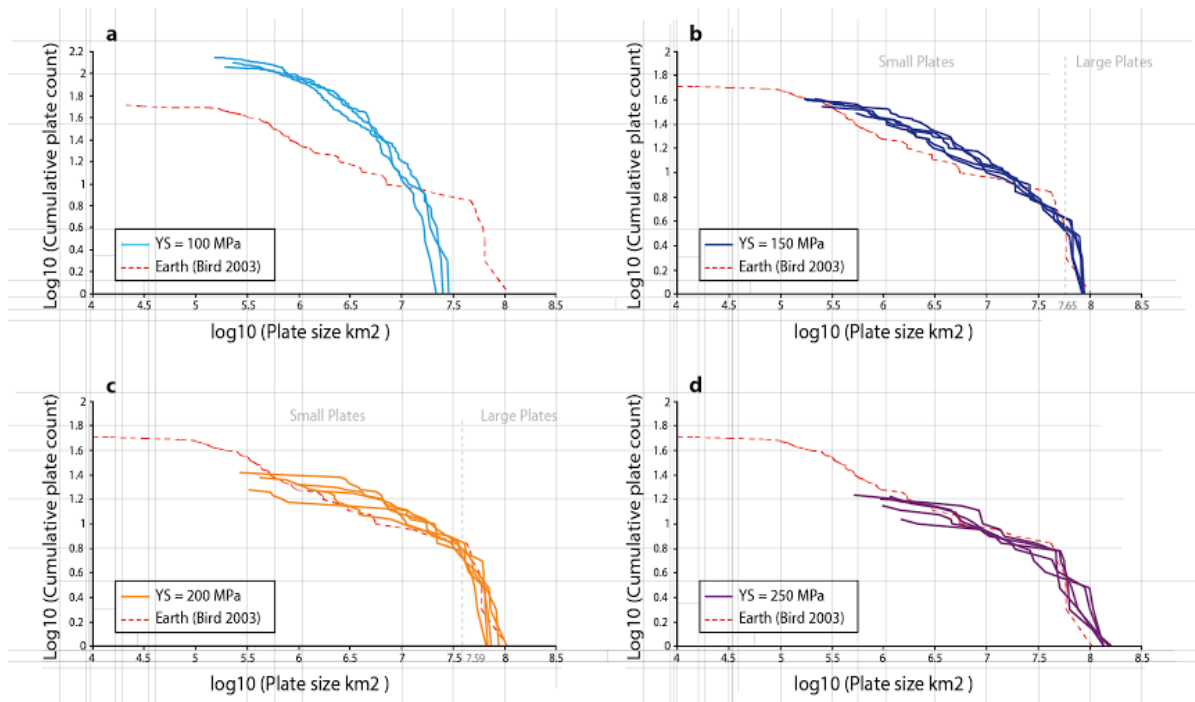 a
Log10 (Cumulative plate count)
2.2
2
1.8
1.6
1.4
1.2
1
0.8
0.6
0.4
0.2
0
YS = 100 MPa
Earth (Bird 2003)
4 4.5 5 5.5 6 6.5 7 7.5 8 8.5
log10 (Plate size km2 )
b
Log10 (Cumulative plate count)
2
1.8
1.6
1.4
1.2
1
0.8
0.6
0.4
0.2
0
Small Plates Large Plates
YS = 150 MPa
Earth (Bird 2003)
4 4.5 5 5.5 6 6.5 7 7.5 7.65 8 8.5
log10 (Plate size km2 )
c
Log10 (Cumulative plate count)
2
1.8
1.6
1.4
1.2
1
0.8
0.6
0.4
0.2
0
Small Plates Large Plates
YS = 200 MPa
Earth (Bird 2003)
4 4.5 5 5.5 6 6.5 7 7.5 7.59 8 8.5
log10 (Plate size km2 )
d
Log10 (Cumulative plate count)
2
1.8
1.6
1.4
1.2
1
0.8
0.6
0.4
0.2
0
YS = 250 MPa
Earth (Bird 2003)
4 4.5 5 5.5 6 6.5 7 7.5 8 8.5
log10 (Plate size km2 )